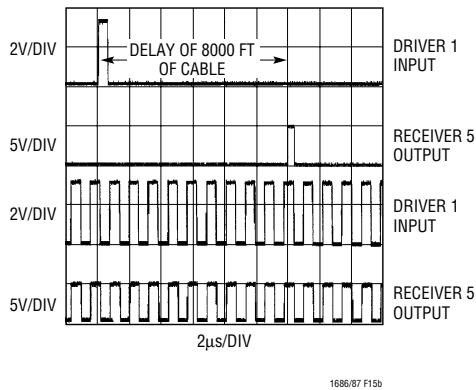 2V/DIV
DELAY OF 8000 FT
OF CABLE
DRIVER 1
INPUT
5V/DIV
RECEIVER 5
OUTPUT
2V/DIV
DRIVER 1
INPUT
5V/DIV
RECEIVER 5
OUTPUT
2µs/DIV
1686/87 F15b